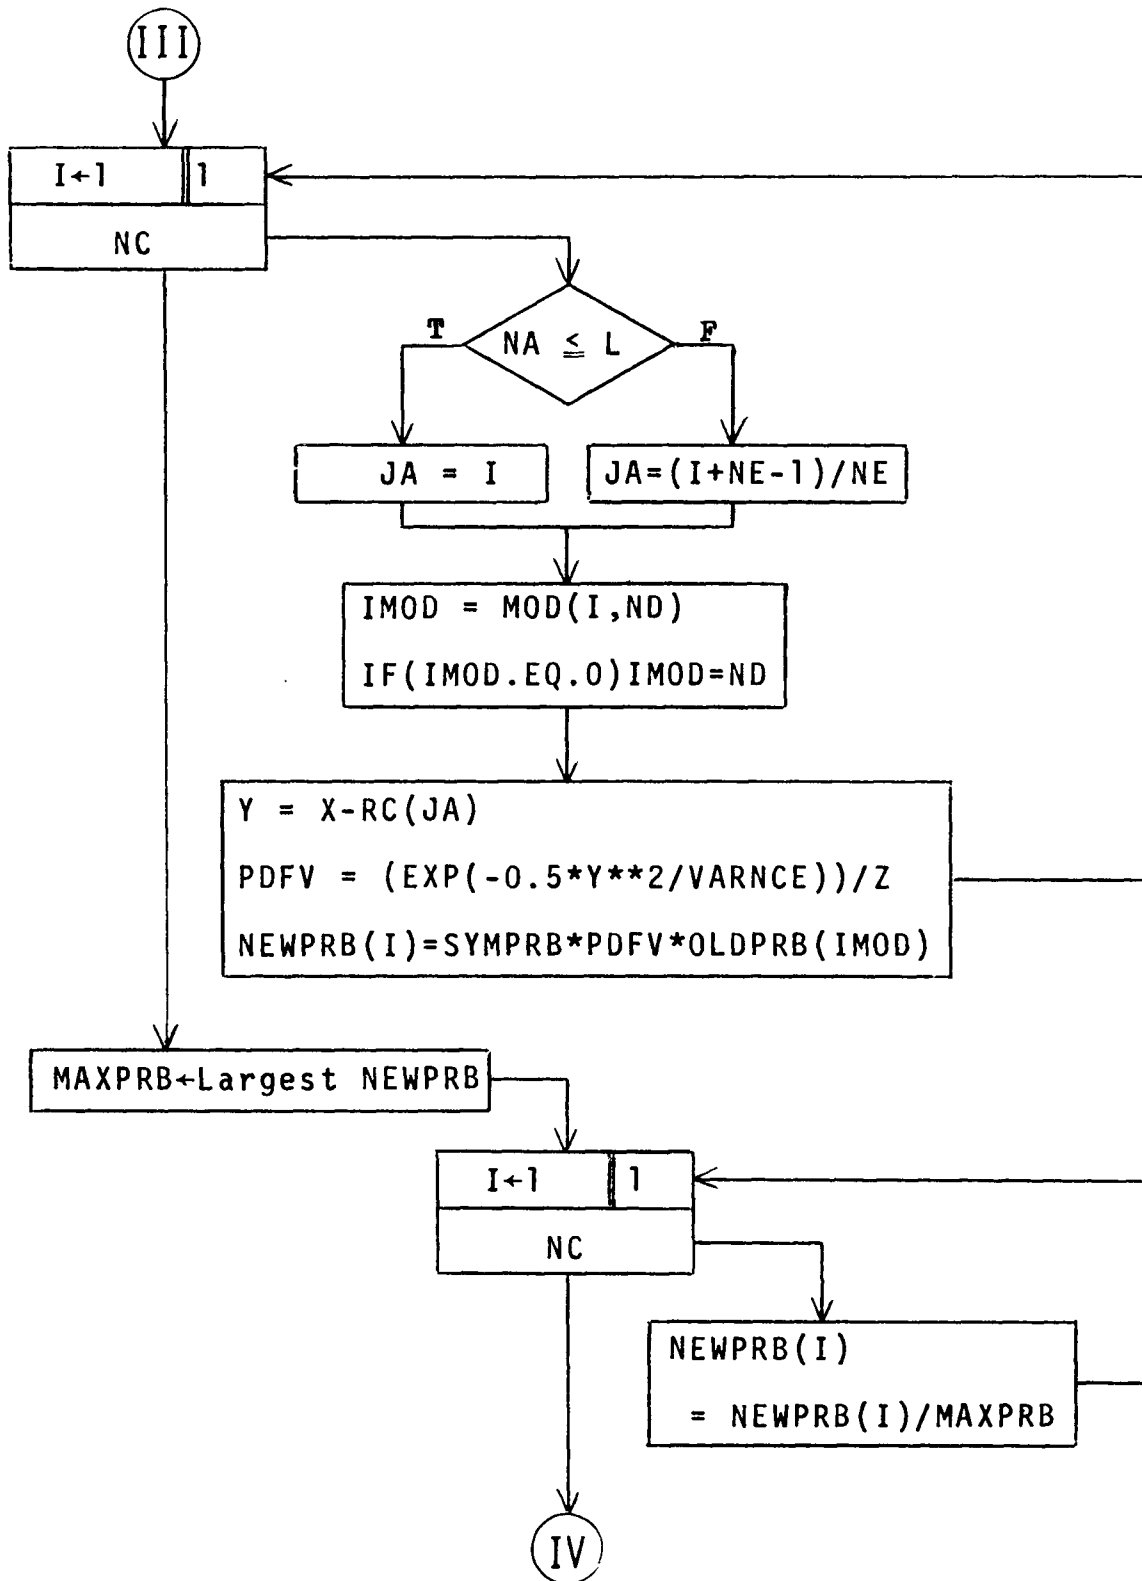 III
I←1 1
NC
T NA ≦ L F
JA = I
JA=(I+NE-1)/NE
IMOD = MOD(I,ND)
IF(IMOD.EQ.0)IMOD=ND
Y = X-RC(JA)
PDFV = (EXP(-0.5*Y**2/VARNCE))/Z
NEWPRB(I)=SYMPRB*PDFV*OLDPRB(IMOD)
MAXPRB←Largest NEWPRB
I←1 1
NC
NEWPRB(I)
= NEWPRB(I)/MAXPRB
IV